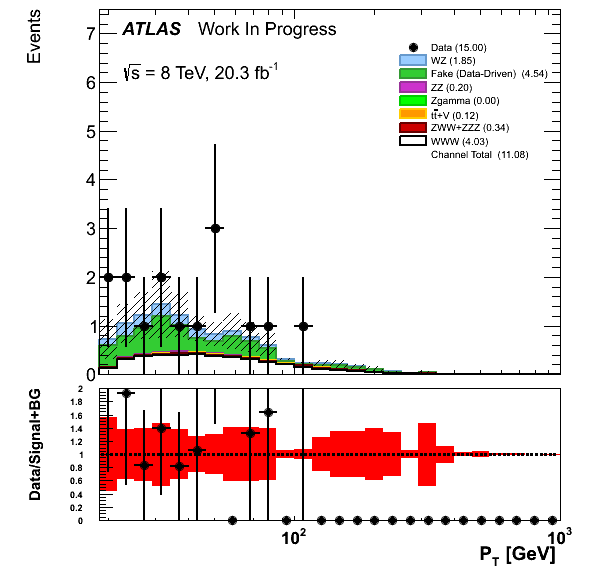 Events
ATLAS Work In Progress
√s = 8 TeV, 20.3 fb⁻¹
Data (15.00)
WZ (1.85)
Fake (Data-Driven) (4.54)
ZZ (0.20)
Zgamma (0.00)
tt̄+V (0.12)
ZWW+ZZZ (0.34)
WWW (4.03)
Channel Total (11.08)
7
6
5
4
3
2
1
0
Data/Signal+BG
2
1.8
1.6
1.4
1.2
1
0.8
0.6
0.4
0.2
0
10² 10³
P_T [GeV]